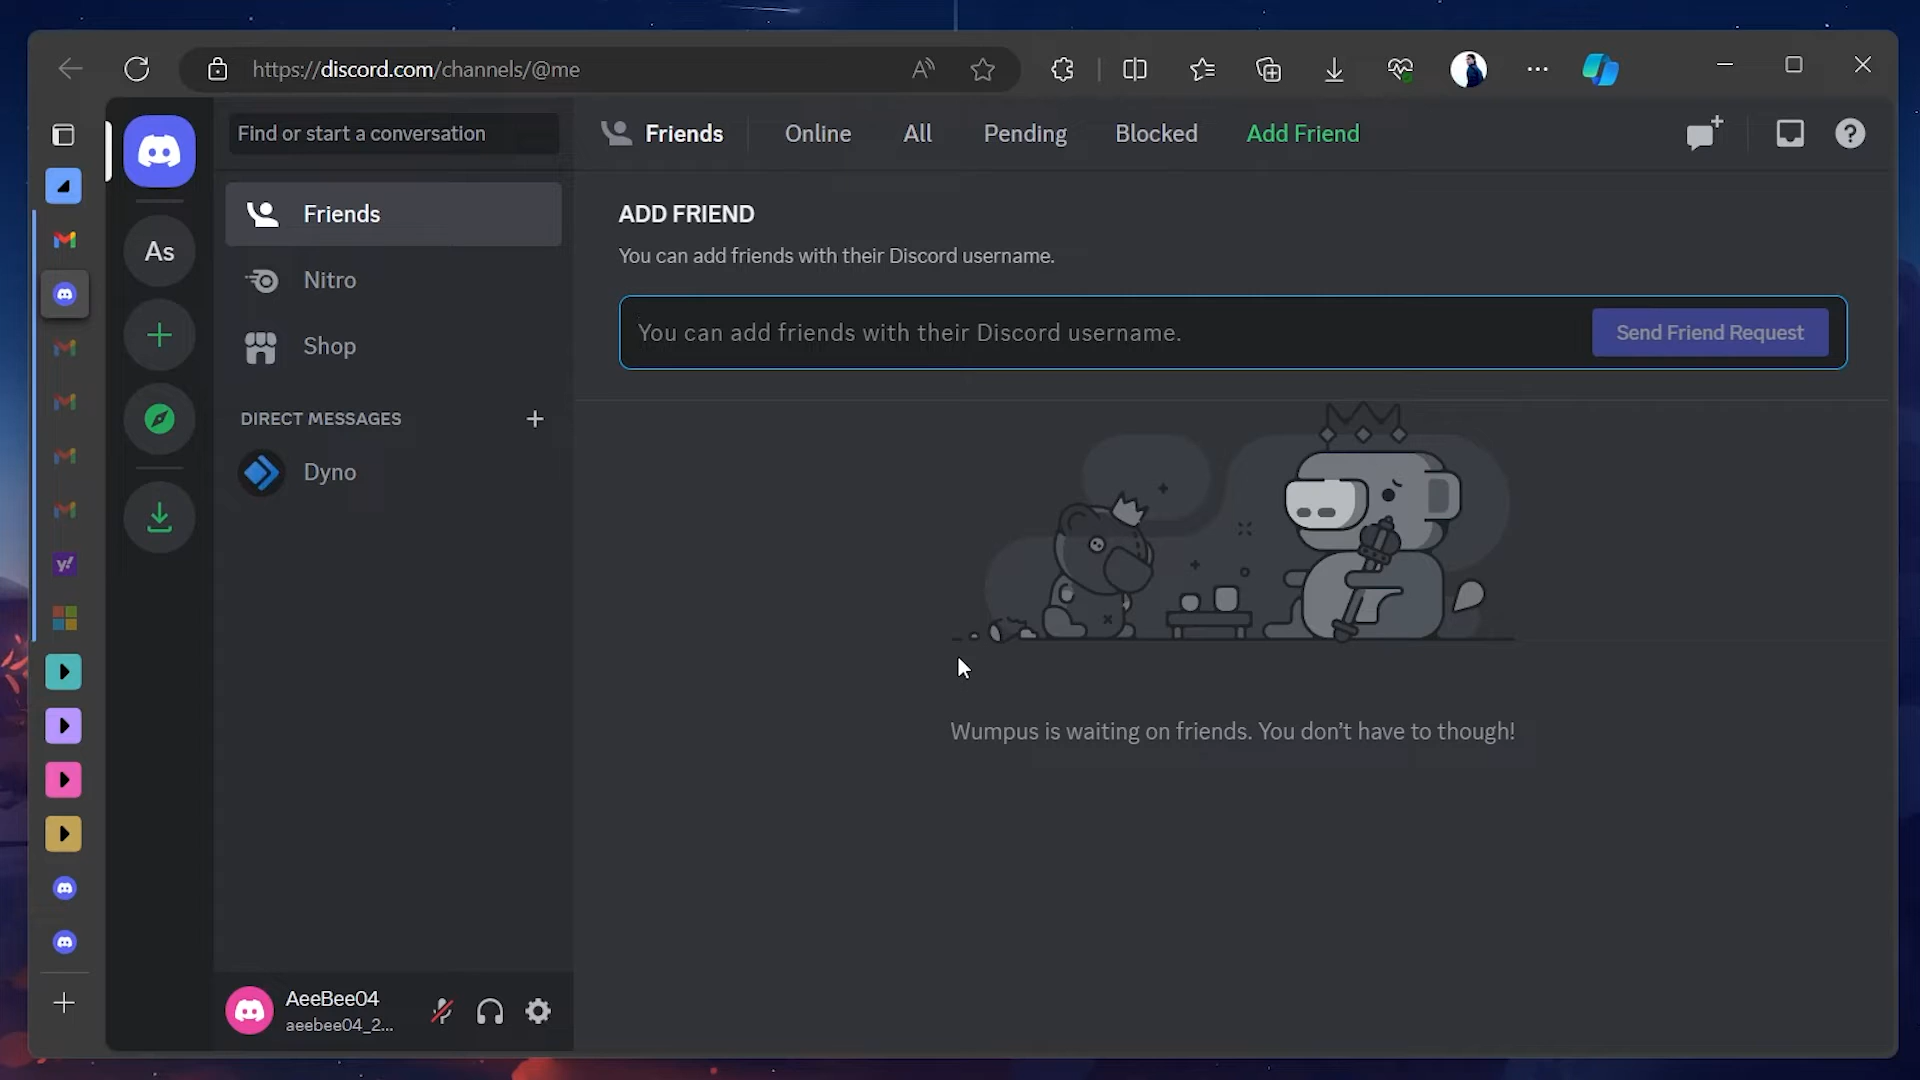 https://discord.com/channels/@me
Find or start a conversation
Friends
Online
All
Pending
Blocked
Add Friend
As
Friends
Nitro
Shop
DIRECT MESSAGES
Dyno
ADD FRIEND
You can add friends with their Discord username.
You can add friends with their Discord username.
Send Friend Request
Wumpus is waiting on friends. You don't have to though!
AeeBee04
aeebee04_2...